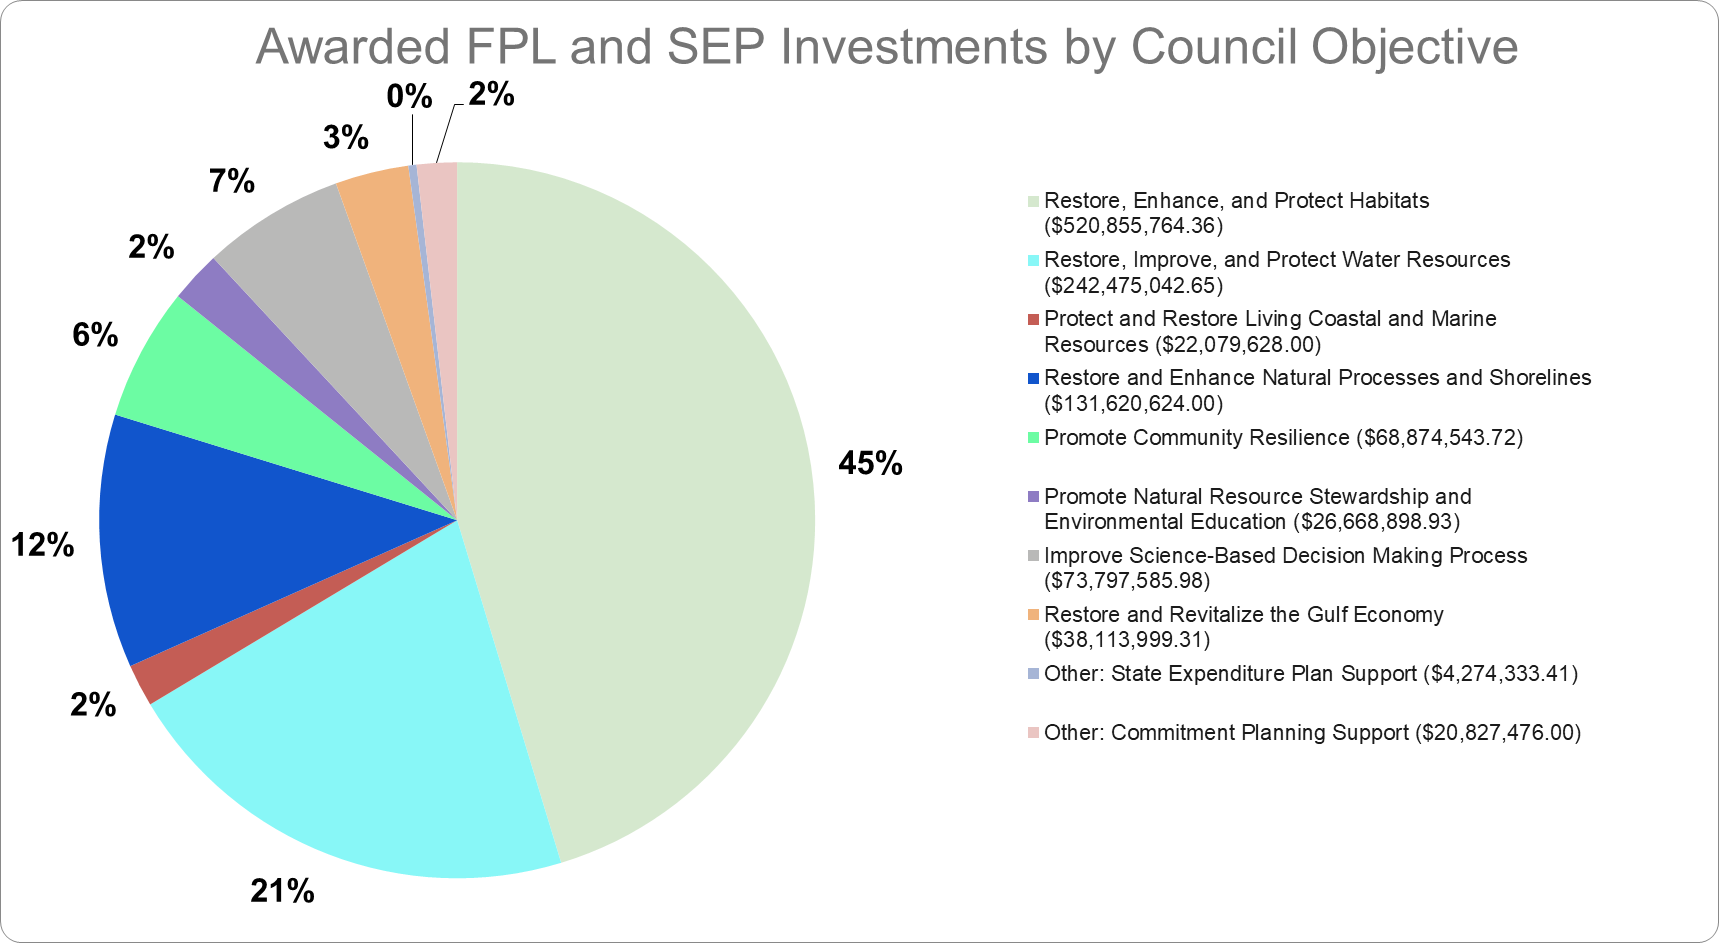 Awarded FPL and SEP Investments by Council Objective
0%
2%
3%
7%
2%
6%
12%
2%
21%
45%
Restore, Enhance, and Protect Habitats
($520,855,764.36)
Restore, Improve, and Protect Water Resources
($242,475,042.65)
Protect and Restore Living Coastal and Marine
Resources ($22,079,628.00)
Restore and Enhance Natural Processes and Shorelines
($131,620,624.00)
Promote Community Resilience ($68,874,543.72)
Promote Natural Resource Stewardship and
Environmental Education ($26,668,898.93)
Improve Science-Based Decision Making Process
($73,797,585.98)
Restore and Revitalize the Gulf Economy
($38,113,999.31)
Other: State Expenditure Plan Support ($4,274,333.41)
Other: Commitment Planning Support ($20,827,476.00)